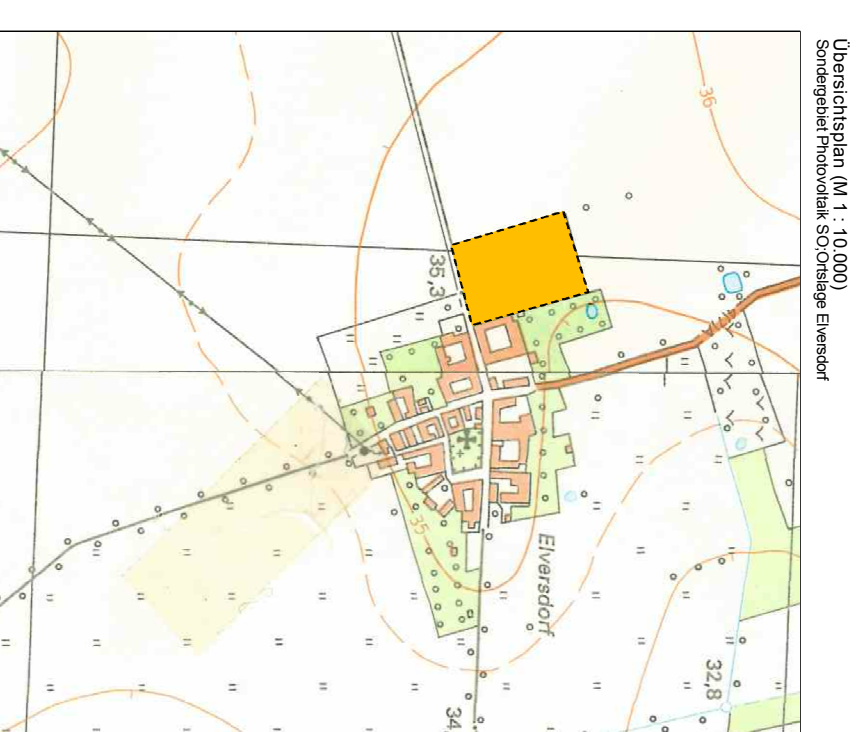 Übersichtsplan (M 1 : 10.000)
Sondergebiet Photovoltaik SO;Ortslage Elversdorf
36
35,3
35
Elversdorf
32,8
34,